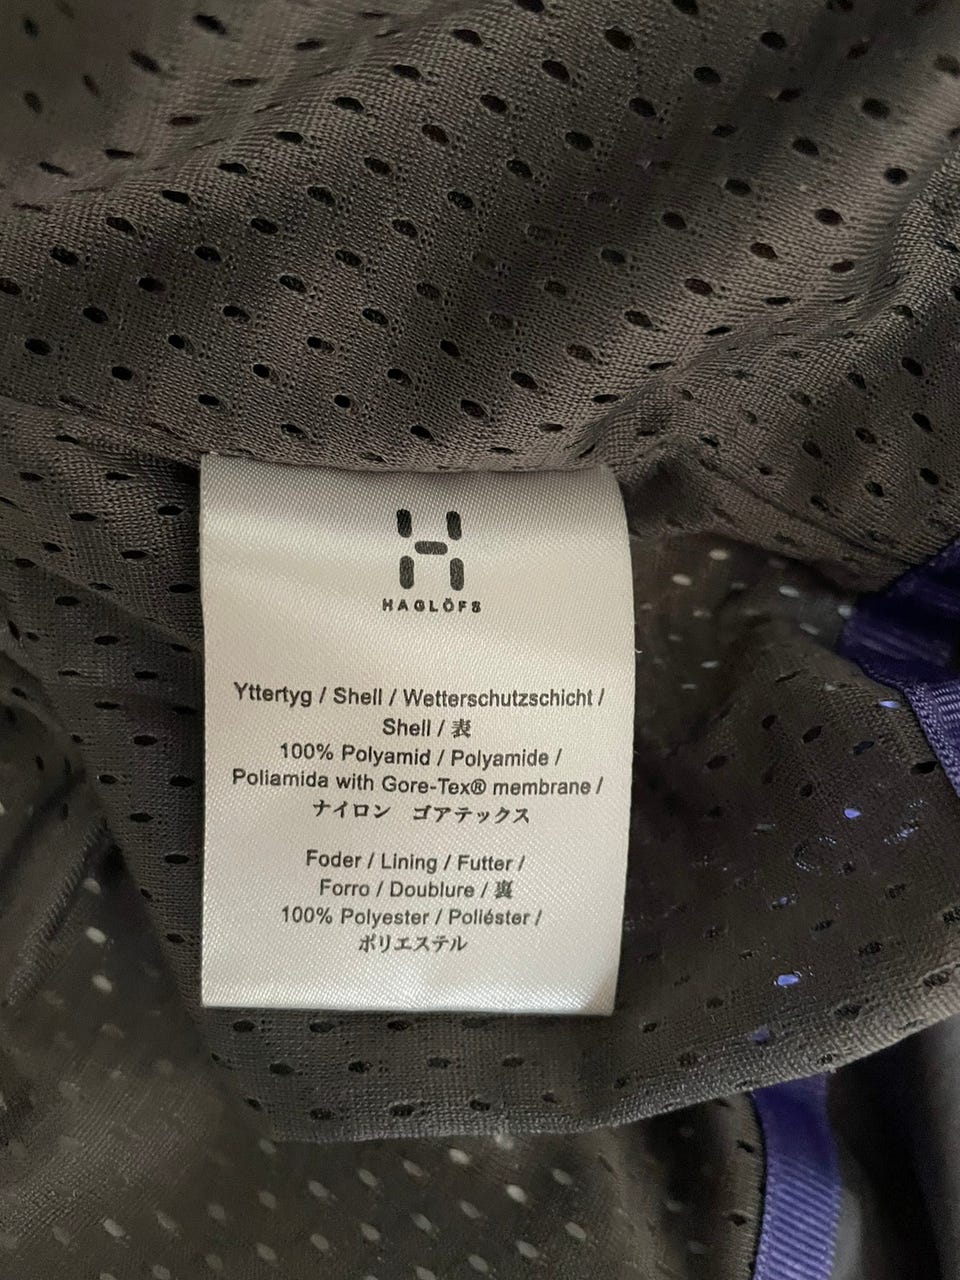 HAGLÖFS
Yttertyg / Shell / Wetterschutzschicht /
Shell / 表
100% Polyamid / Polyamide /
Poliamida with Gore-Tex® membrane /
ナイロン ゴアテックス
Foder / Lining / Futter /
Forro / Doublure / 裏
100% Polyester / Poliéster /
ポリエステル